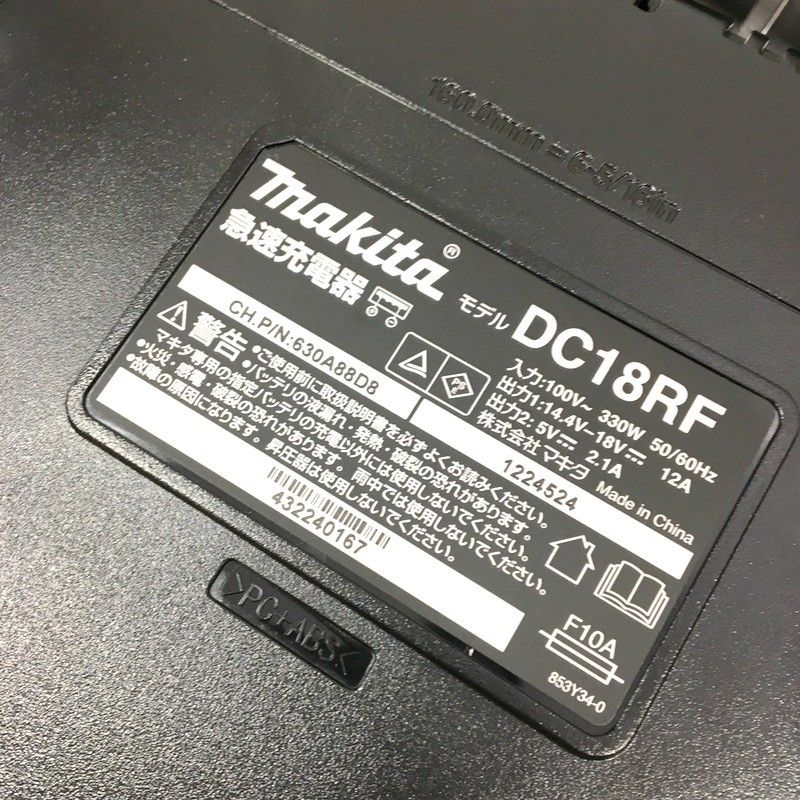 160.0mm = 6-5/16in
makita®
急速充電器
モデル DC18RF
CH.P/N:630A88D8
入力:100V~ 330W 50/60Hz
出力1:14.4V-18V⎓ 12A
出力2: 5V⎓ 2.1A
株式会社マキタ Made in China
1224524
⚠警告
•ご使用前に取扱説明書を必ずよくお読みください。
•火災・感電・破裂の恐れがあります。
•バッテリの液漏れ・発熱・破裂の恐れがあります。
マキタ専用の指定バッテリの充電以外には使用しないでください。
雨中では使用しないでください。
•故障の原因になります。昇圧器は使用しないでください。
432240167
F10A
853Y34-0
>PC+ABS<